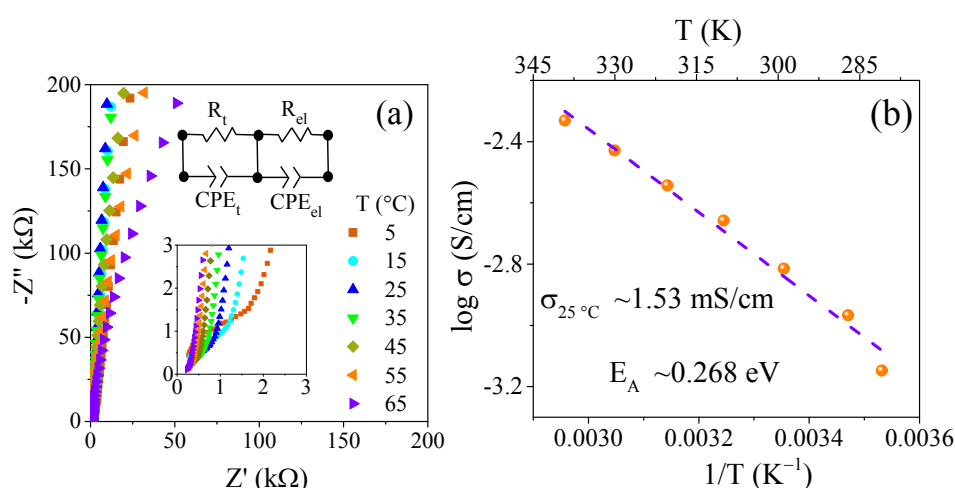 (a)
-Z'' (kΩ)
200
150
100
50
0
R_t
R_el
CPE_t
CPE_el
T (°C)
5
15
25
35
45
55
65
3
2
1
0
0
1
2
3
0
50
100
150
200
Z' (kΩ)
T (K)
345
330
315
300
285
(b)
log σ (S/cm)
-2.4
-2.8
-3.2
σ_25 °C ~1.53 mS/cm
E_A ~0.268 eV
0.0030
0.0032
0.0034
0.0036
1/T (K⁻¹)